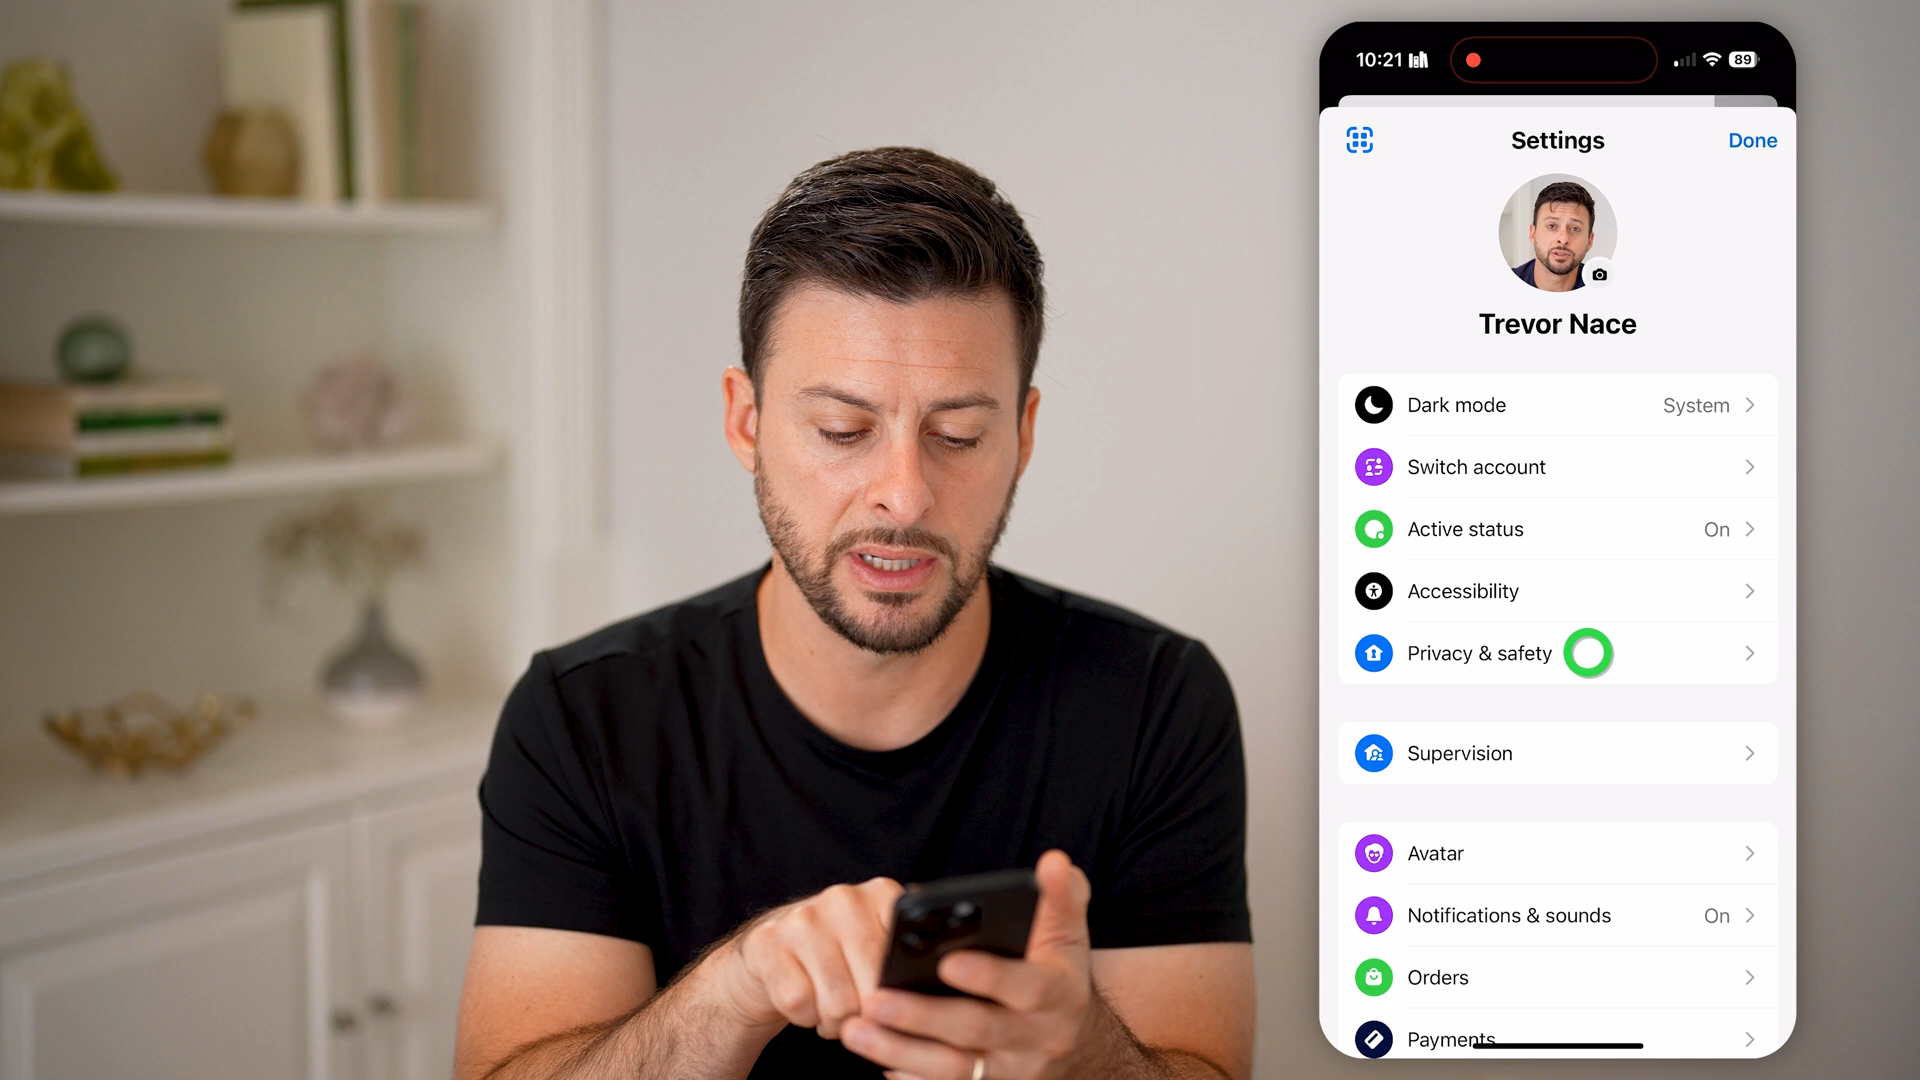 10:21
89
Settings
Done
Trevor Nace
Dark mode
System
Switch account
Active status
On
Accessibility
Privacy & safety
Supervision
Avatar
Notifications & sounds
On
Orders
Payments